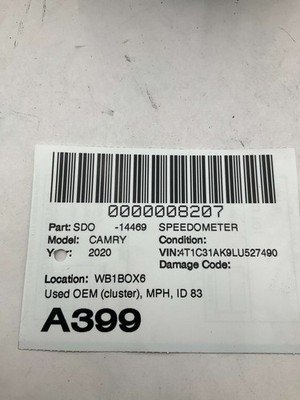 0000008207
Part: SDO -14469 SPEEDOMETER
Model: CAMRY Condition:
Year: 2020 VIN:4T1C31AK9LU527490
Damage Code:
Location: WB1BOX6
Used OEM (cluster), MPH, ID 83
A399